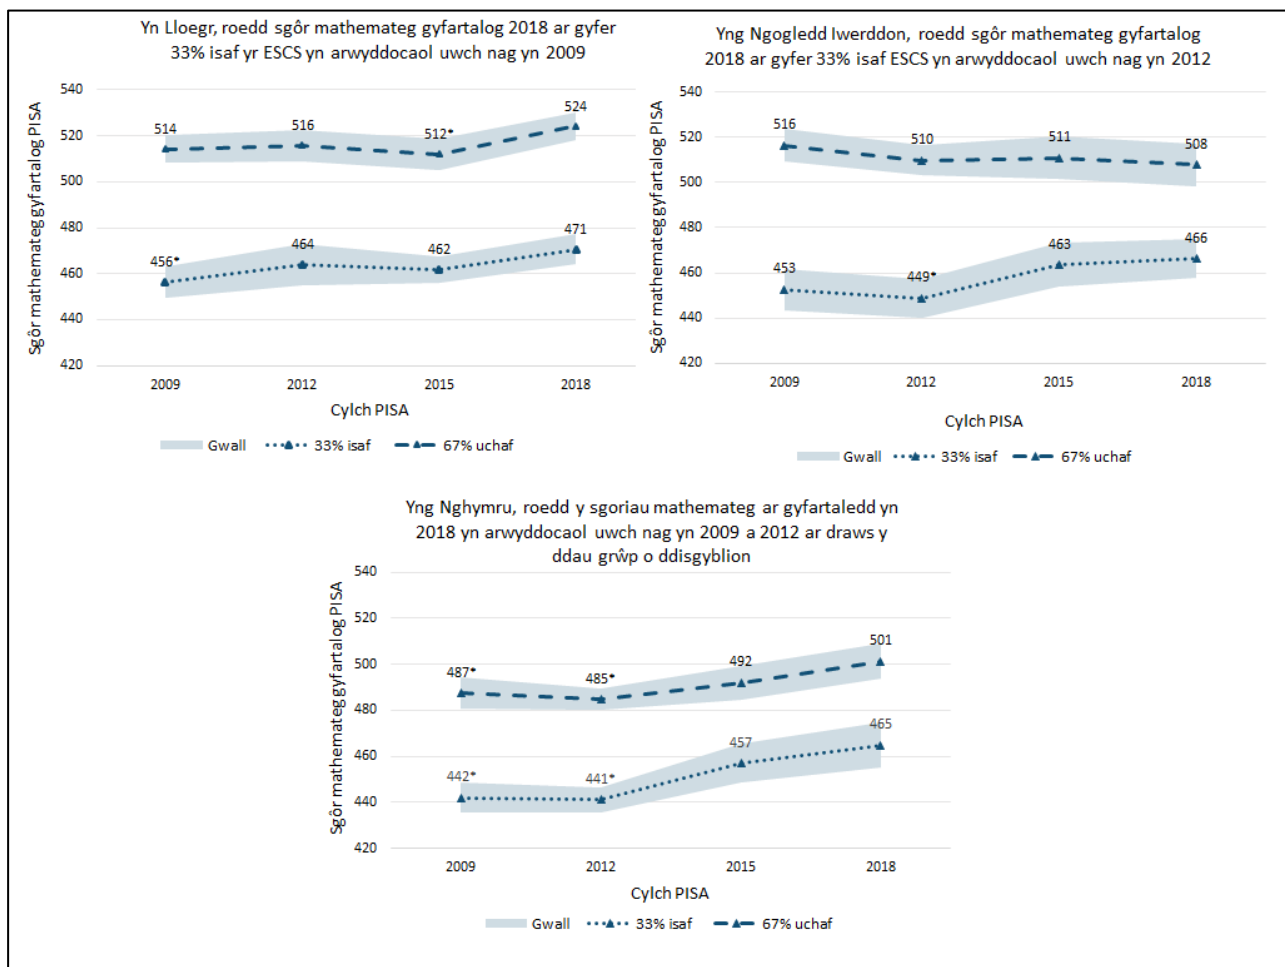 Yn Lloegr, roedd sgôr mathemateg gyfartalog 2018 ar gyfer
33% isaf yr ESCS yn arwyddocaol uwch nag yn 2009
Sgôr mathemateg gyfartalog PISA
540
520
500
480
460
440
420
514
516
512*
524
456*
464
462
471
2009
2012
2015
2018
Cylch PISA
Gwall
33% isaf
67% uchaf
Yng Ngogledd Iwerddon, roedd sgôr mathemateg gyfartalog
2018 ar gyfer 33% isaf ESCS yn arwyddocaol uwch nag yn 2012
Sgôr mathemateg gyfartalog PISA
540
520
500
480
460
440
420
516
510
511
508
453
449*
463
466
2009
2012
2015
2018
Cylch PISA
Gwall
33% isaf
67% uchaf
Yng Nghymru, roedd y sgoriau mathemateg ar gyfartaledd yn
2018 yn arwyddocaol uwch nag yn 2009 a 2012 ar draws y
ddau grŵp o ddisgyblion
Sgôr mathemateg gyfartalog PISA
540
520
500
480
460
440
420
487*
485*
492
501
442*
441*
457
465
2009
2012
2015
2018
Cylch PISA
Gwall
33% isaf
67% uchaf